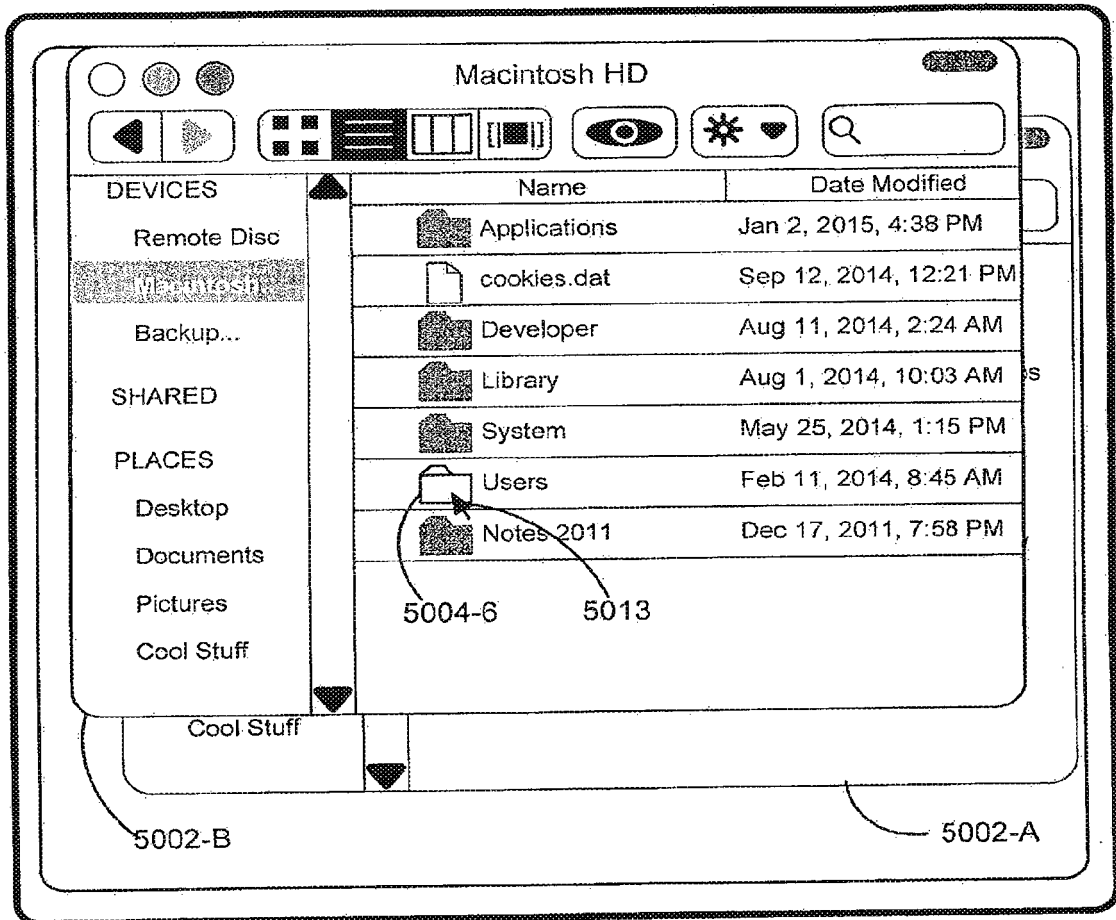 Macintosh HD
DEVICES
Name Date Modified
Remote Disc
Applications Jan 2, 2015, 4:38 PM
Macintosh
cookies.dat Sep 12, 2014, 12:21 PM
Backup...
Developer Aug 11, 2014, 2:24 AM
SHARED
Library Aug 1, 2014, 10:03 AM
PLACES
System May 25, 2014, 1:15 PM
Desktop
Users Feb 11, 2014, 8:45 AM
Documents
Notes 2011 Dec 17, 2011, 7:58 PM
Pictures
Cool Stuff
5004-6 5013
Cool Stuff
5002-B 5002-A